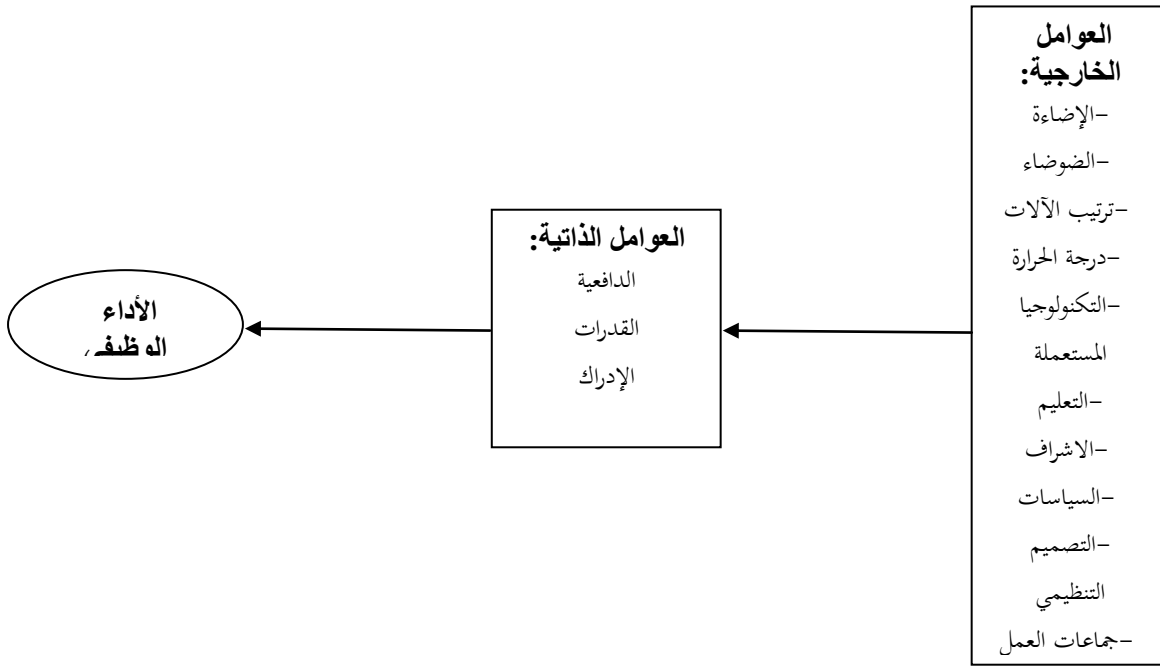 العوامل
الخارجية:
-الإضاءة
-الضوضاء
-ترتيب الآلات
-درجة الحرارة
-التكنولوجيا
المستعملة
-التعليم
-الاشراف
-السياسات
-التصميم
التنظيمي
-جماعات العمل
العوامل الذاتية:
الدافعية
القدرات
الإدراك
الأداء
الوظيفي